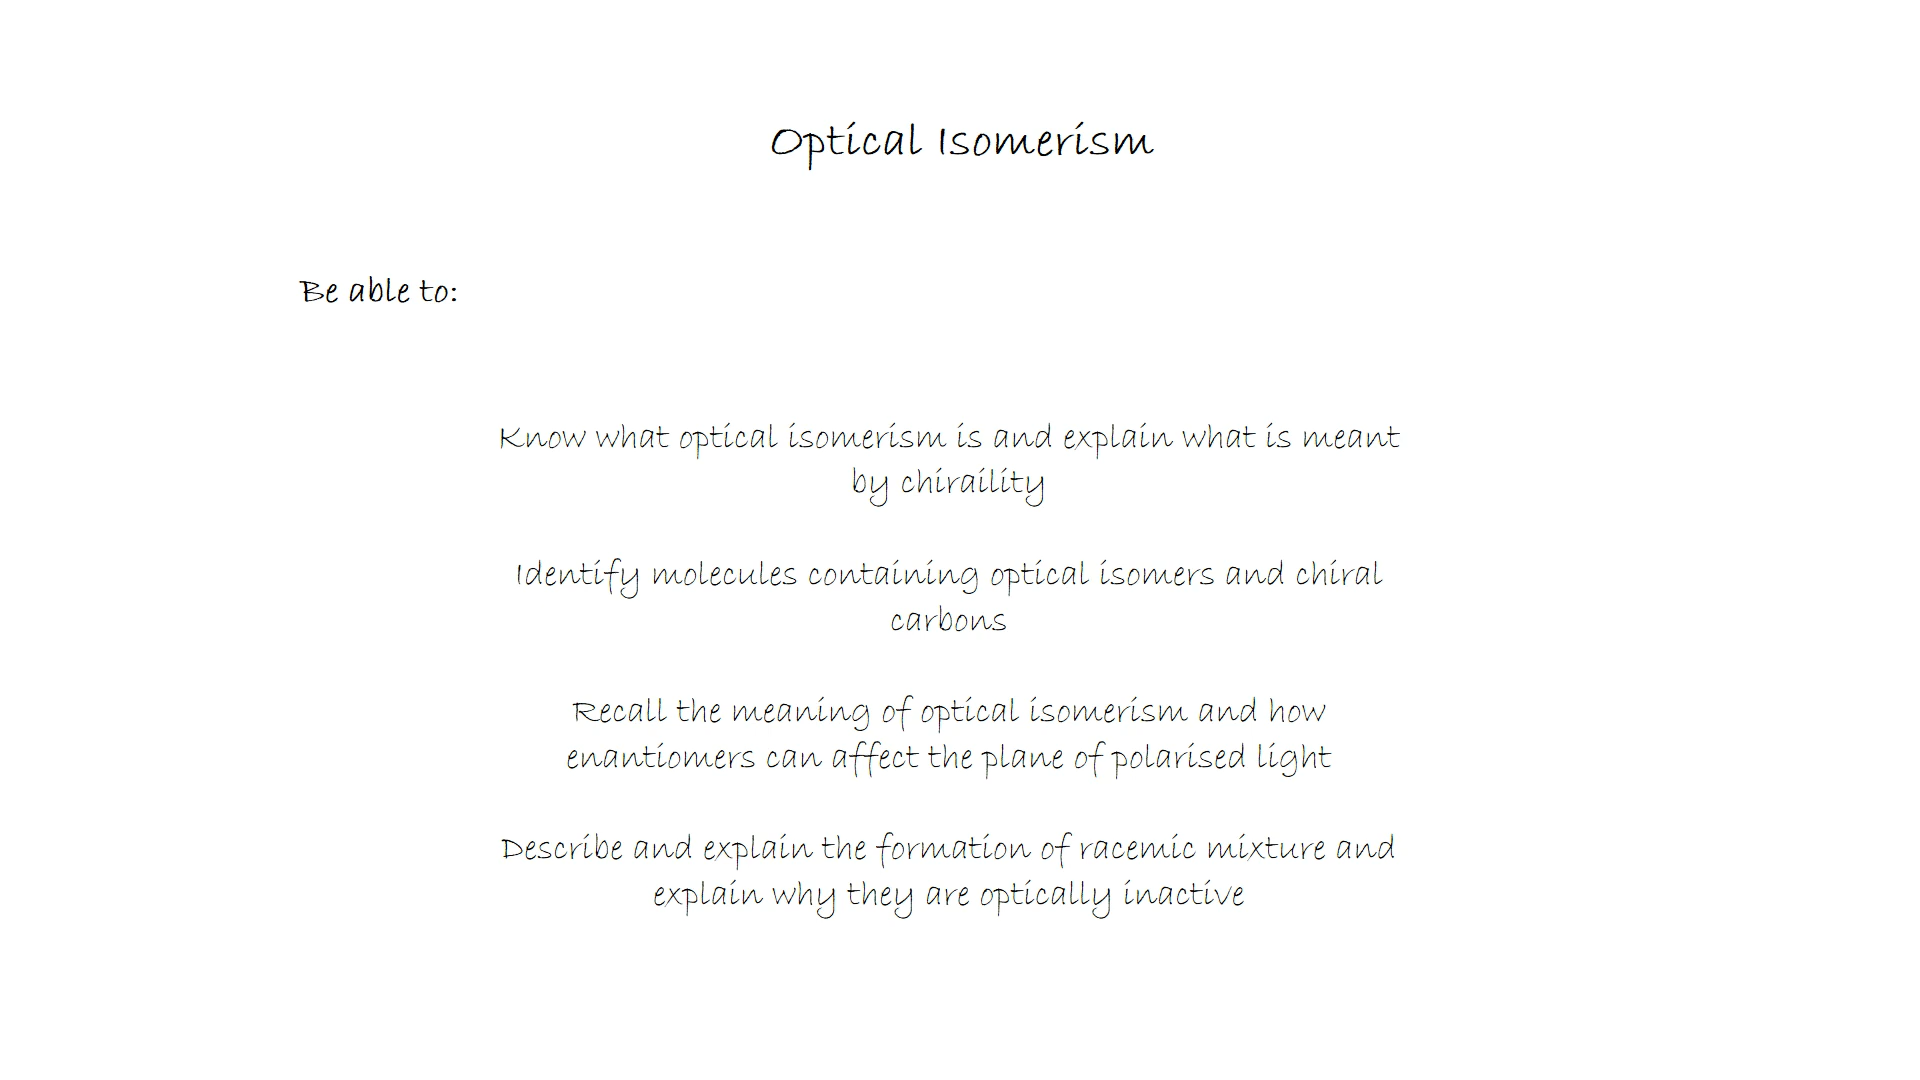 Optical Isomerism
Be able to:
Know what optical isomerism is and explain what is meant
by chiraility
Identify molecules containing optical isomers and chiral
carbons
Recall the meaning of optical isomerism and how
enantiomers can affect the plane of polarised light
Describe and explain the formation of racemic mixture and
explain why they are optically inactive